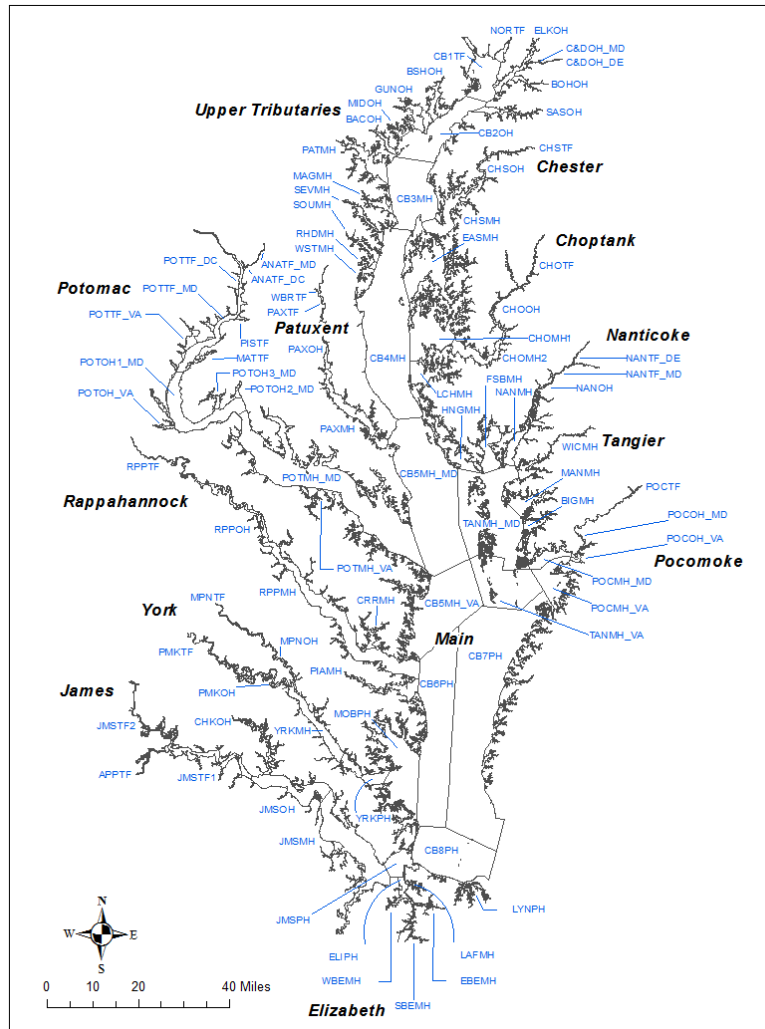 NORTF ELKOH
C&DOH_MD
CB1TF
C&DOH_DE
BSHOH
BOHOH
GUNOH
MIDOH
Upper Tributaries
SASOH
BACOH
CB2OH
PATMH
CHSTF
CHSOH
Chester
MAGMH
SEVMH
CB3MH
SOUMH
CHSMH
RHDMH
EASMH
WSTMH
Choptank
POTTF_DC
ANATF_MD
CHOTF
ANATF_DC
Potomac
POTTF_MD
WBRTF
PAXTF
CHOOH
POTTF_VA
Patuxent
Nanticoke
PISTF
CHOMH1
PAXOH
MATTF
CB4MH
CHOMH2
NANTF_DE
POTOH1_MD
POTOH3_MD
FSBMH
NANTF_MD
POTOH2_MD
LCHMH
NANMH
NANOH
POTOH_VA
HNGMH
PAXMH
WICMH
Tangier
RPPTF
CB5MH_MD
POTMH_MD
MANMH
POCTF
Rappahannock
BIGMH
POCOH_MD
RPPOH
TANMH_MD
POCOH_VA
Pocomoke
POTMH_VA
POCMH_MD
RPPMH
MPNTF
CRRMH
CB5MH_VA
POCMH_VA
York
TANMH_VA
Main
MPNOH
PMKTF
PIAMH
CB7PH
James
PMKOH
CB6PH
MOBPH
CHKOH
JMSTF2
YRKMH
APPTF
JMSTF1
JMSOH
YRKPH
JMSMH
CB8PH
JMSPH
LYNPH
N
W E
S
ELIPH
LAFMH
WBEMH
EBEMH
0 10 20 40 Miles
SBEMH
Elizabeth